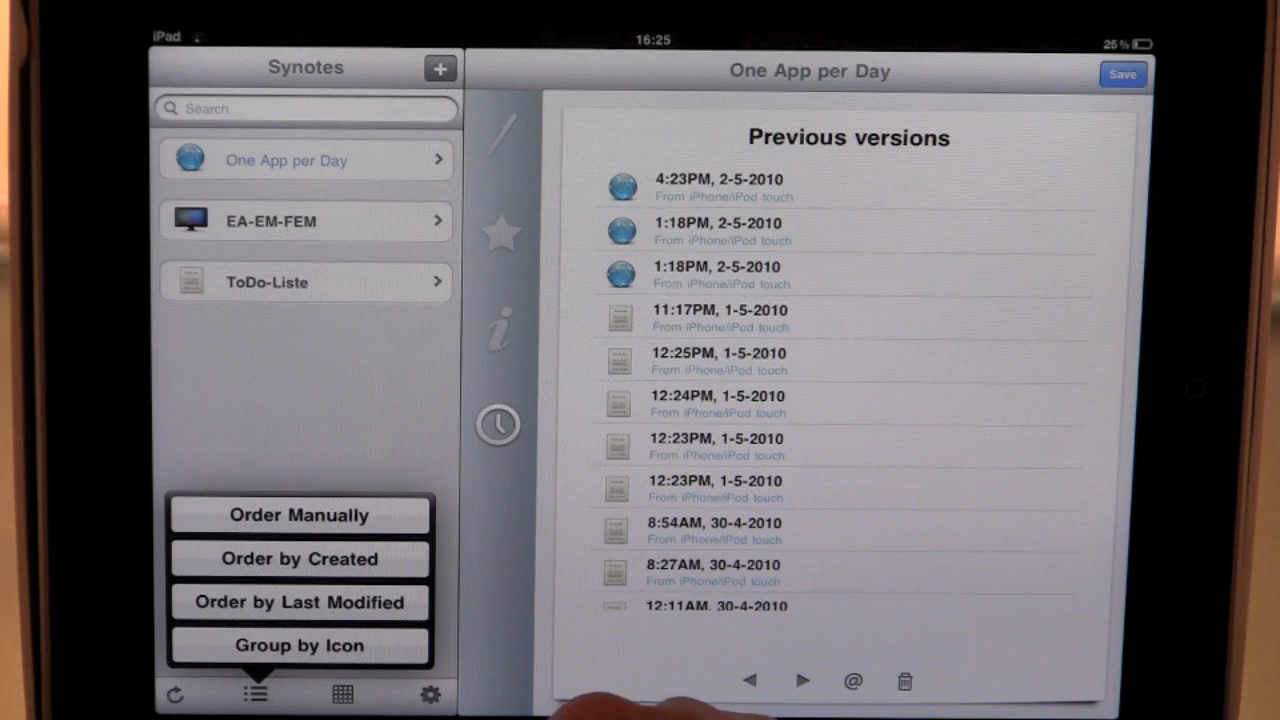 iPad
16:25
25%
Synotes
+
One App per Day
Save
Search
One App per Day
EA-EM-FEM
ToDo-Liste
Order Manually
Order by Created
Order by Last Modified
Group by Icon
Previous versions
4:23PM, 2-5-2010
From iPhone/iPod touch
1:18PM, 2-5-2010
From iPhone/iPod touch
1:18PM, 2-5-2010
From iPhone/iPod touch
11:17PM, 1-5-2010
From iPhone/iPod touch
12:25PM, 1-5-2010
From iPhone/iPod touch
12:24PM, 1-5-2010
From iPhone/iPod touch
12:23PM, 1-5-2010
From iPhone/iPod touch
12:23PM, 1-5-2010
From iPhone/iPod touch
8:54AM, 30-4-2010
From iPhone/iPod touch
8:27AM, 30-4-2010
From iPhone/iPod touch
12:11AM, 30-4-2010
@